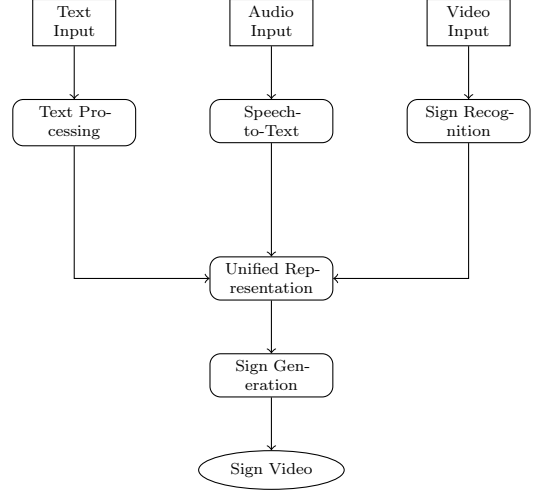 Text
Input
Audio
Input
Video
Input
Text Pro-
cessing
Speech-
to-Text
Sign Recog-
nition
Unified Rep-
resentation
Sign Gen-
eration
Sign Video